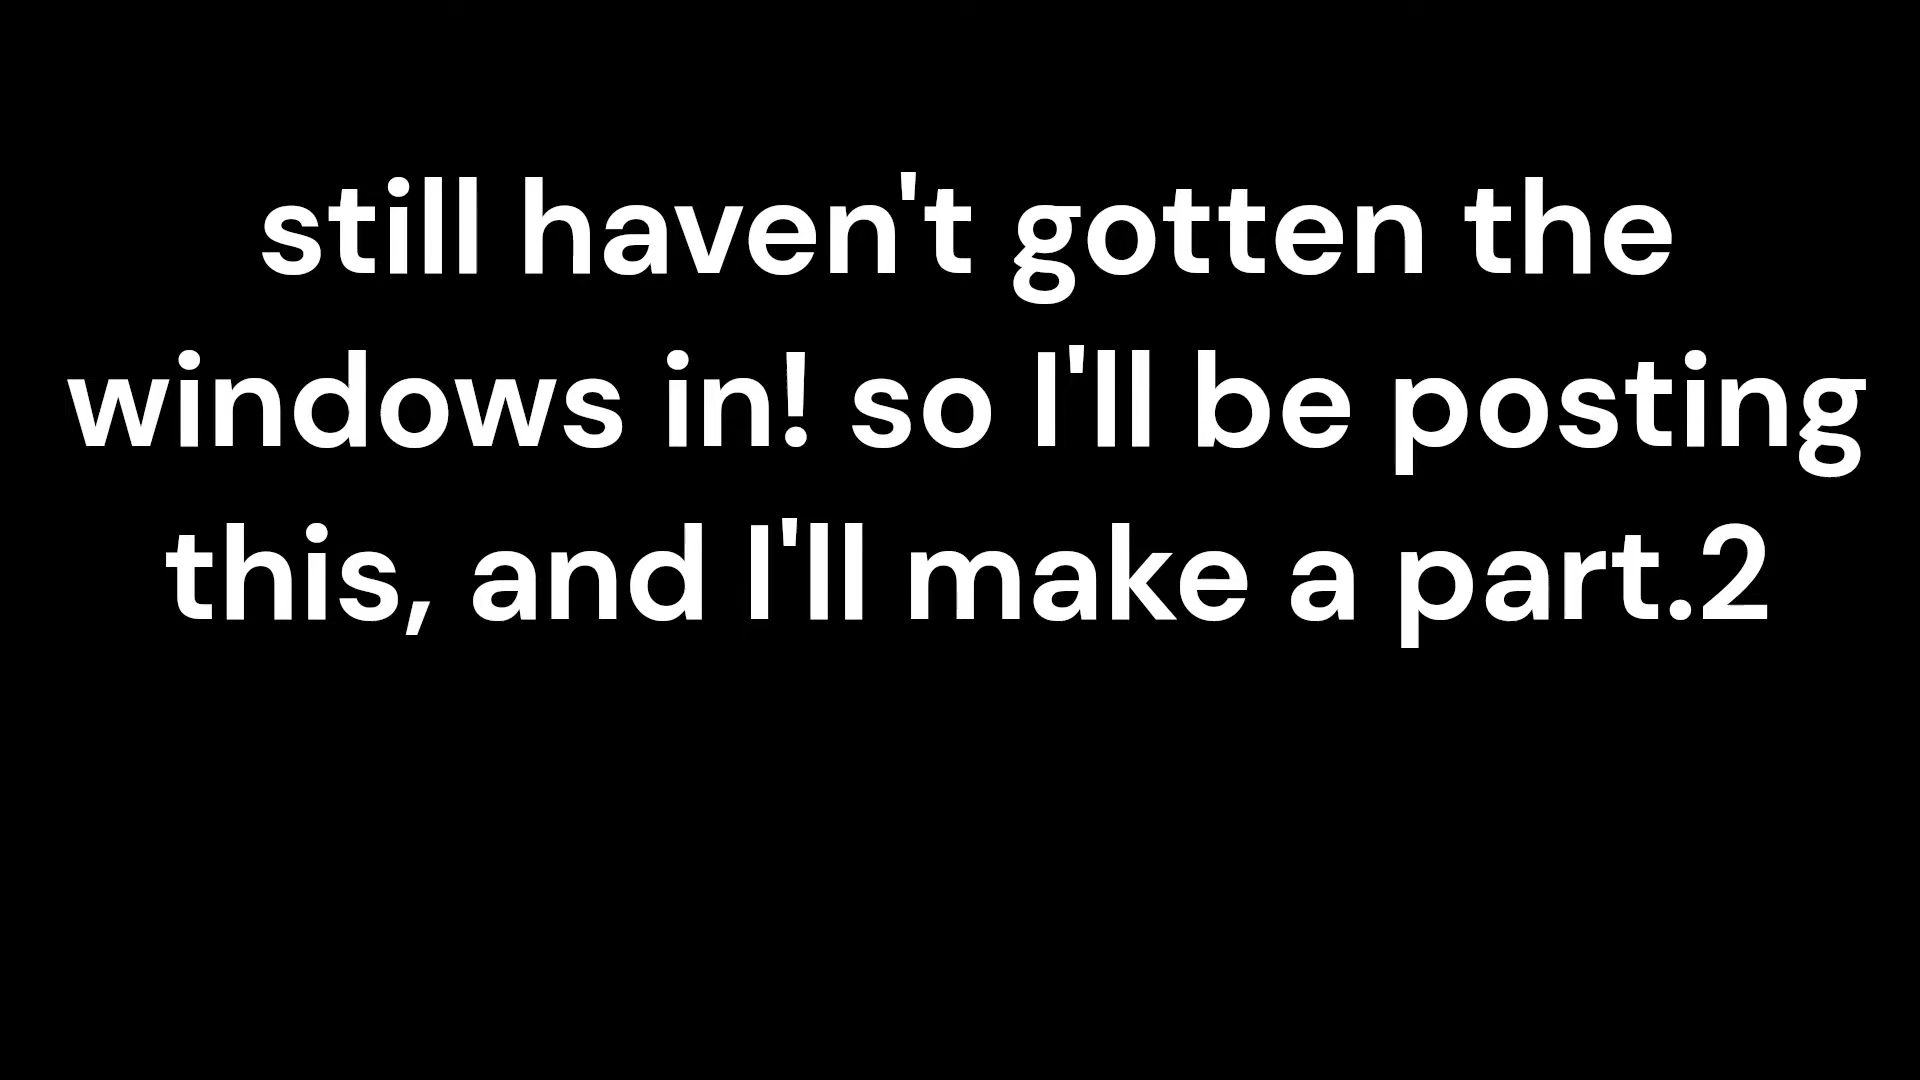 still haven't gotten the
windows in! so I'll be posting
this, and I'll make a part.2